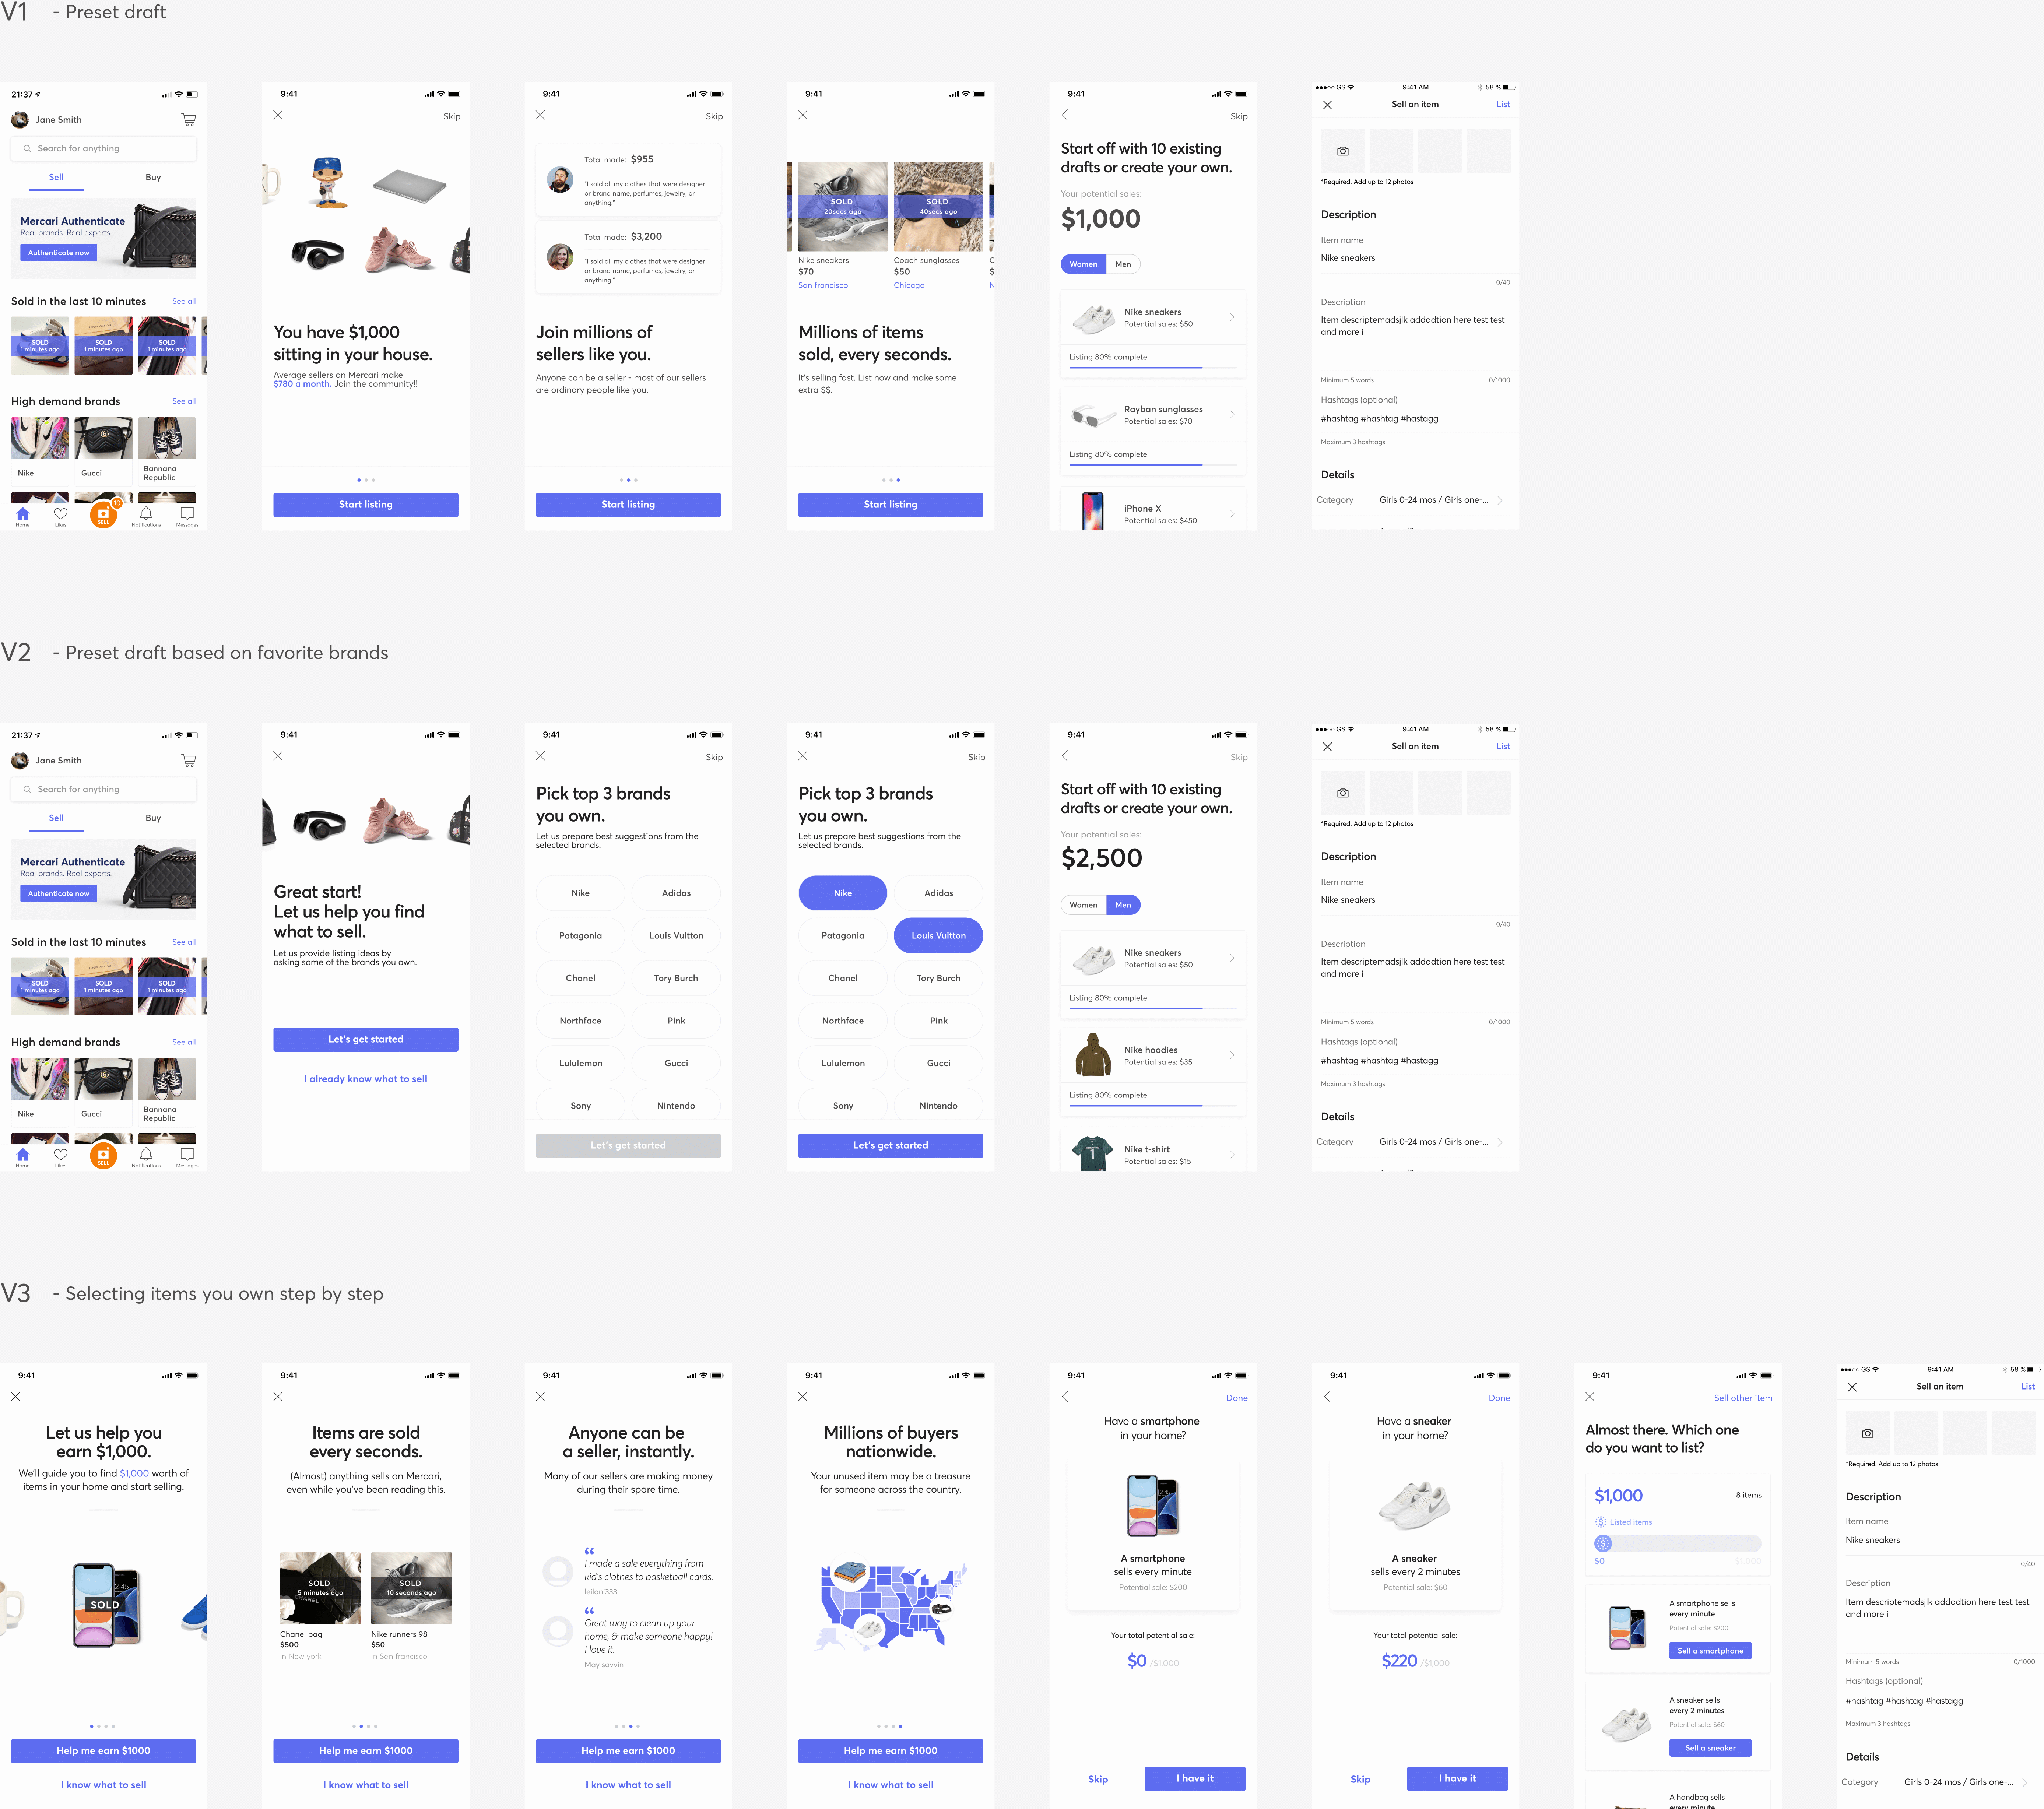 V1 - Preset draft
21:37
Jane Smith
Search for anything
Sell Buy
Mercari Authenticate
Real brands. Real experts.
Authenticate now
Sold in the last 10 minutes See all
SOLD SOLD SOLD
1 minutes ago 1 minutes ago 1 minutes ago
High demand brands See all
Nike Gucci Bannana
Republic
10
SELL
Home Likes Notifications Messages
9:41
Skip
You have $1,000
sitting in your house.
Average sellers on Mercari make
$780 a month. Join the community!!
Start listing
9:41
Skip
Total made: $955
"I sold all my clothes that were designer
or brand name, perfumes, jewelry, or
anything."
Total made: $3,200
"I sold all my clothes that were designer
or brand name, perfumes, jewelry, or
anything."
Join millions of
sellers like you.
Anyone can be a seller - most of our sellers
are ordinary people like you.
Start listing
9:41
SOLD SOLD
20secs ago 40secs ago
Nike sneakers Coach sunglasses C
$70 $50 $
San francisco Chicago N
Millions of items
sold, every seconds.
It's selling fast. List now and make some
extra $$.
Start listing
9:41
Skip
Start off with 10 existing
drafts or create your own.
Your potential sales:
$1,000
Women Men
Nike sneakers
Potential sales: $50
Listing 80% complete
Rayban sunglasses
Potential sales: $70
Listing 80% complete
iPhone X
Potential sales: $450
GS 9:41 AM 58 %
Sell an item List
*Required. Add up to 12 photos
Description
Item name
Nike sneakers
0/40
Description
Item descriptemadsjlk addadtion here test test
and more i
Minimum 5 words 0/1000
Hashtags (optional)
#hashtag #hashtag #hastagg
Maximum 3 hashtags
Details
Category Girls 0-24 mos / Girls one-...
V2 - Preset draft based on favorite brands
21:37
Jane Smith
Search for anything
Sell Buy
Mercari Authenticate
Real brands. Real experts.
Authenticate now
Sold in the last 10 minutes See all
SOLD SOLD SOLD
1 minutes ago 1 minutes ago 1 minutes ago
High demand brands See all
Nike Gucci Bannana
Republic
SELL
Home Likes Notifications Messages
9:41
Great start!
Let us help you find
what to sell.
Let us provide listing ideas by
asking some of the brands you own.
Let's get started
I already know what to sell
9:41
Skip
Pick top 3 brands
you own.
Let us prepare best suggestions from the
selected brands.
Nike Adidas
Patagonia Louis Vuitton
Chanel Tory Burch
Northface Pink
Lululemon Gucci
Sony Nintendo
Let's get started
9:41
Skip
Pick top 3 brands
you own.
Let us prepare best suggestions from the
selected brands.
Nike Adidas
Patagonia Louis Vuitton
Chanel Tory Burch
Northface Pink
Lululemon Gucci
Sony Nintendo
Let's get started
9:41
Skip
Start off with 10 existing
drafts or create your own.
Your potential sales:
$2,500
Women Men
Nike sneakers
Potential sales: $50
Listing 80% complete
Nike hoodies
Potential sales: $35
Listing 80% complete
Nike t-shirt
Potential sales: $15
GS 9:41 AM 58 %
Sell an item List
*Required. Add up to 12 photos
Description
Item name
Nike sneakers
0/40
Description
Item descriptemadsjlk addadtion here test test
and more i
Minimum 5 words 0/1000
Hashtags (optional)
#hashtag #hashtag #hastagg
Maximum 3 hashtags
Details
Category Girls 0-24 mos / Girls one-...
V3 - Selecting items you own step by step
9:41
Let us help you
earn $1,000.
We'll guide you to find $1,000 worth of
items in your home and start selling.
SOLD
Help me earn $1000
I know what to sell
9:41
Items are sold
every seconds.
(Almost) anything sells on Mercari,
even while you've been reading this.
SOLD SOLD
5 minutes ago 10 seconds ago
CHANEL
Chanel bag Nike runners 98
$500 $50
in New york in San francisco
Help me earn $1000
I know what to sell
9:41
Anyone can be
a seller, instantly.
Many of our sellers are making money
during their spare time.
“
I made a sale everything from
kid's clothes to basketball cards.
leilani333
“
Great way to clean up your
home, & make someone happy!
I love it.
May savvin
Help me earn $1000
I know what to sell
9:41
Millions of buyers
nationwide.
Your unused item may be a treasure
for someone across the country.
Help me earn $1000
I know what to sell
9:41
Done
Have a smartphone
in your home?
A smartphone
sells every minute
Potential sale: $200
Your total potential sale:
$0 /$1,000
Skip I have it
9:41
Done
Have a sneaker
in your home?
A sneaker
sells every 2 minutes
Potential sale: $60
Your total potential sale:
$220 /$1,000
Skip I have it
9:41
Sell other item
Almost there. Which one
do you want to list?
$1,000 8 items
Listed items
$0 $1,000
A smartphone sells
every minute
Potential sale: $200
Sell a smartphone
A sneaker sells
every 2 minutes
Potential sale: $60
Sell a sneaker
A handbag sells
every minute
GS 9:41 AM 58 %
Sell an item List
*Required. Add up to 12 photos
Description
Item name
Nike sneakers
0/40
Description
Item descriptemadsjlk addadtion here test test
and more i
Minimum 5 words 0/1000
Hashtags (optional)
#hashtag #hashtag #hastagg
Maximum 3 hashtags
Details
Category Girls 0-24 mos / Girls one-...